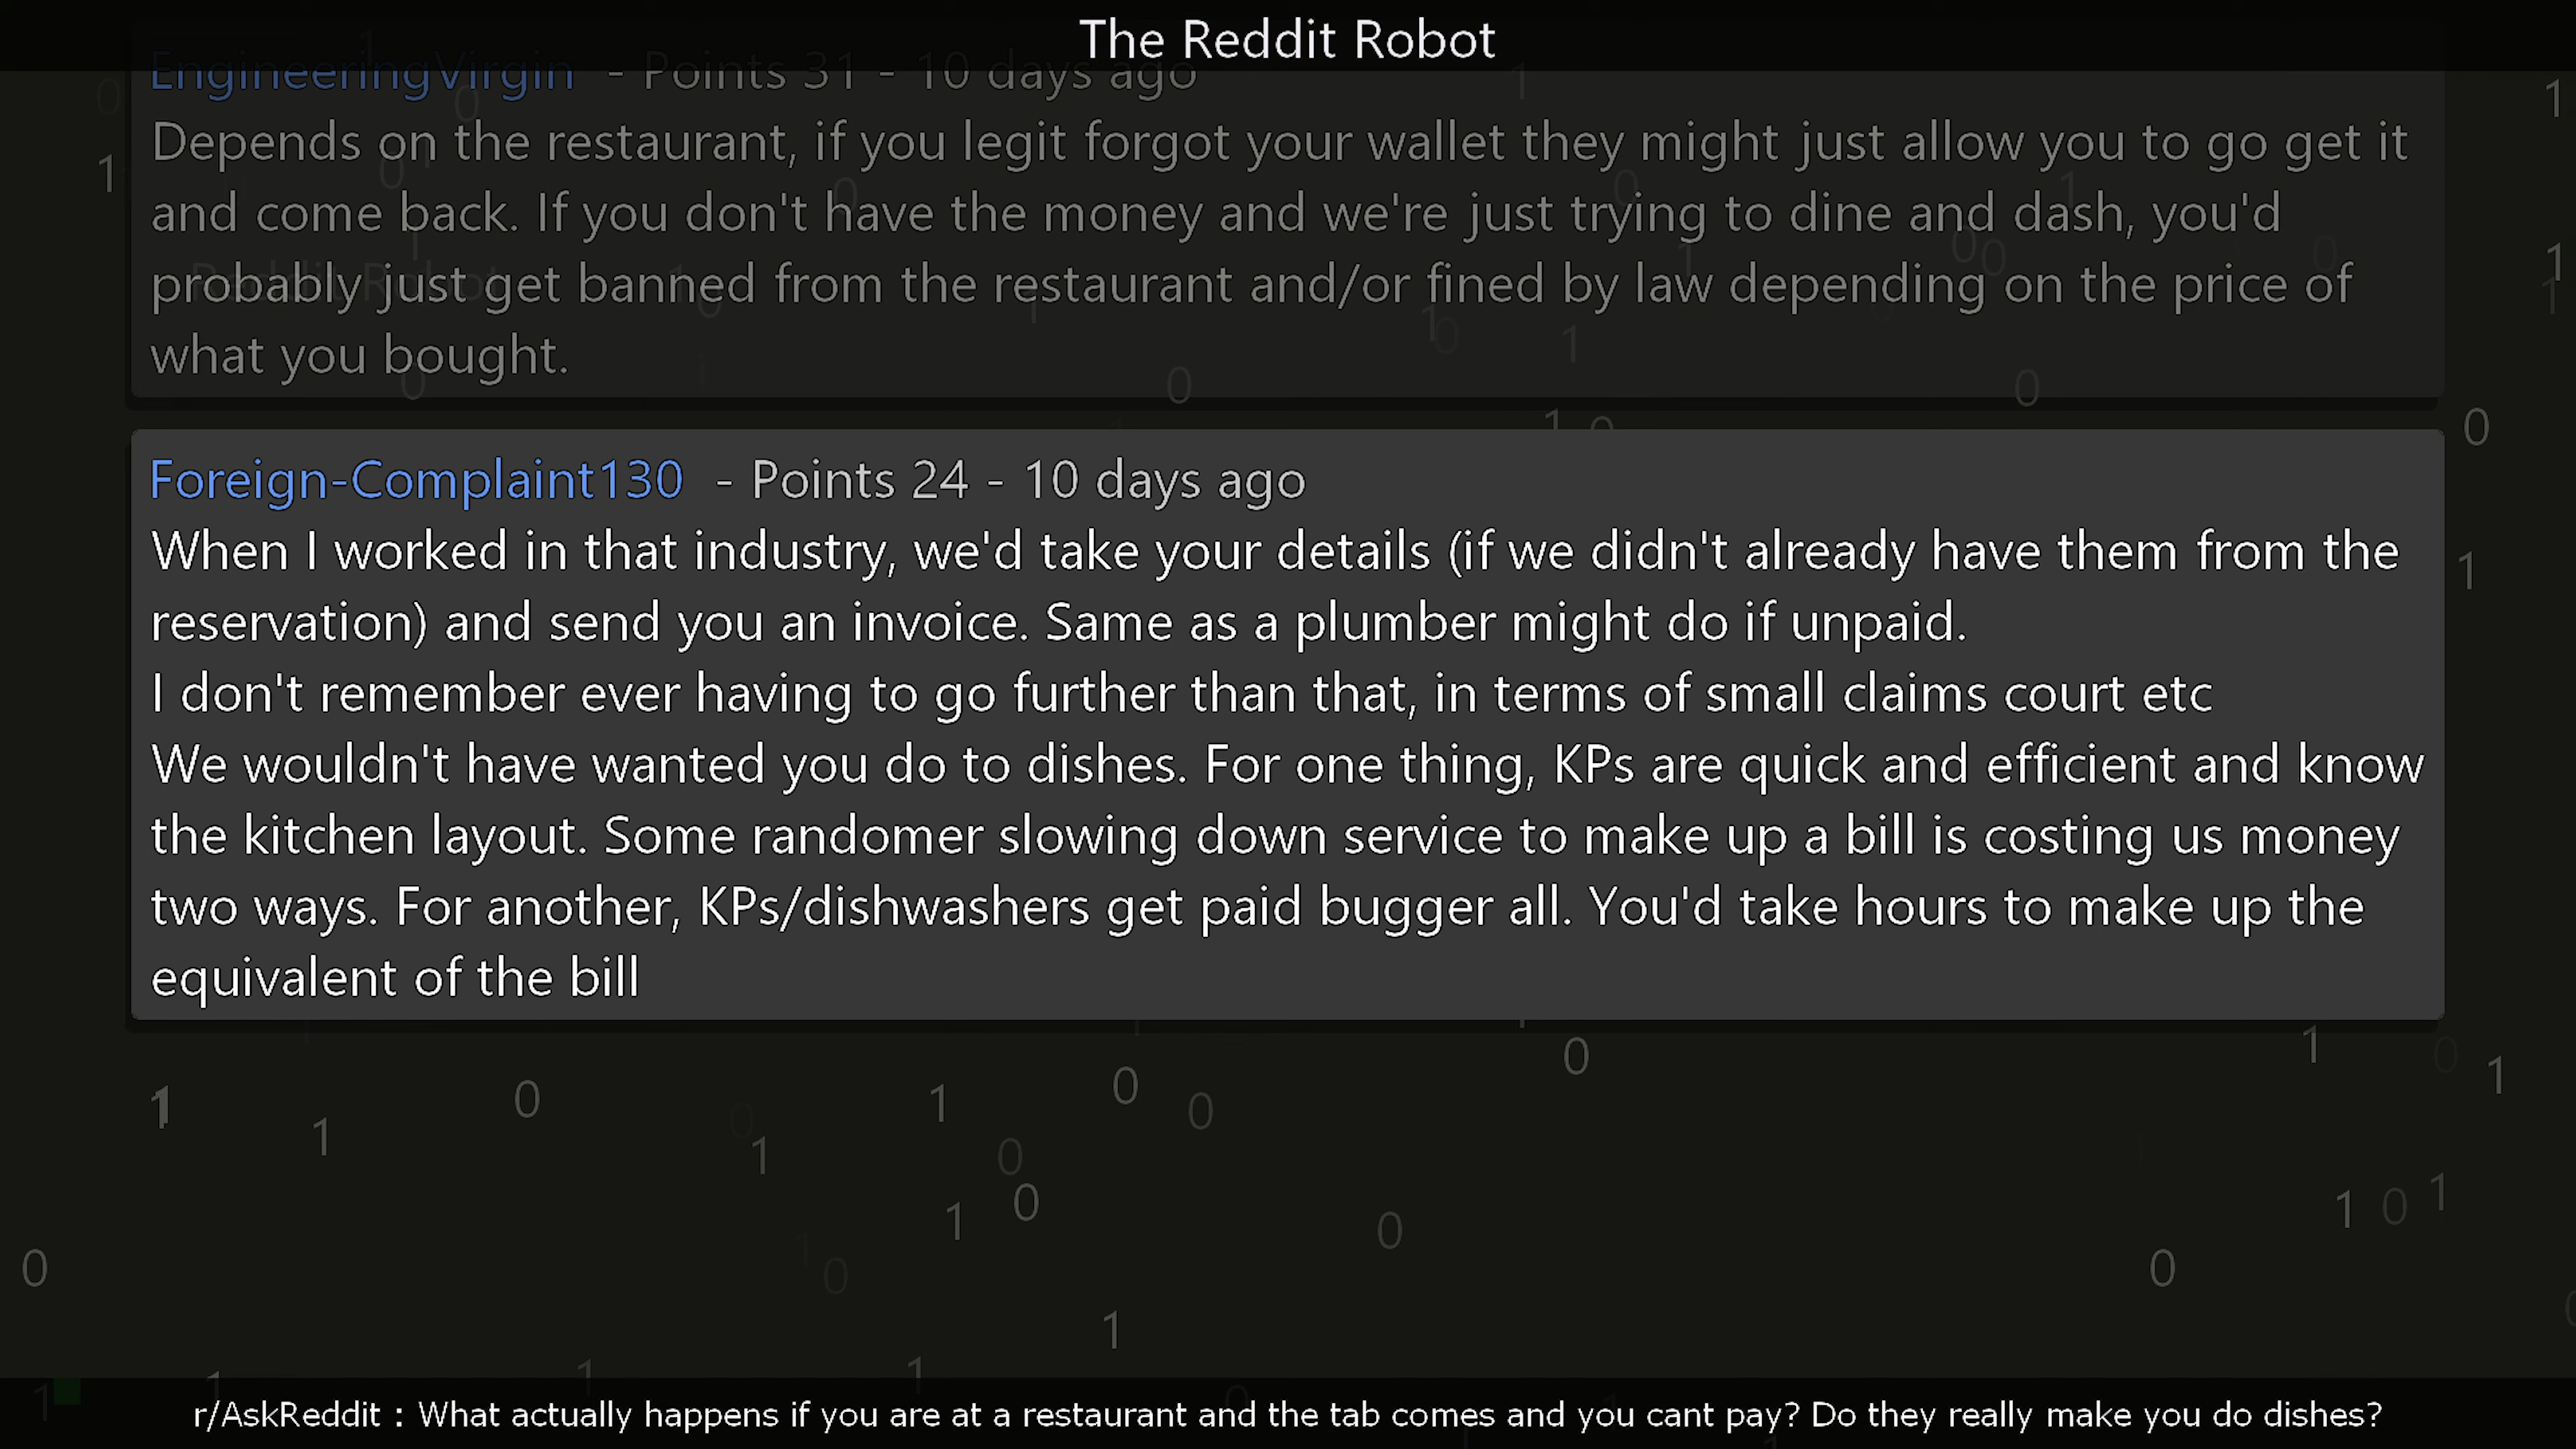 The Reddit Robot
EngineeringVirgin - Points 31 - 10 days ago
Depends on the restaurant, if you legit forgot your wallet they might just allow you to go get it
and come back. If you don't have the money and we're just trying to dine and dash, you'd
probably just get banned from the restaurant and/or fined by law depending on the price of
what you bought.
Reddit Robot
Foreign-Complaint130 - Points 24 - 10 days ago
When I worked in that industry, we'd take your details (if we didn't already have them from the
reservation) and send you an invoice. Same as a plumber might do if unpaid.
I don't remember ever having to go further than that, in terms of small claims court etc
We wouldn't have wanted you do to dishes. For one thing, KPs are quick and efficient and know
the kitchen layout. Some randomer slowing down service to make up a bill is costing us money
two ways. For another, KPs/dishwashers get paid bugger all. You'd take hours to make up the
equivalent of the bill
r/AskReddit : What actually happens if you are at a restaurant and the tab comes and you cant pay? Do they really make you do dishes?